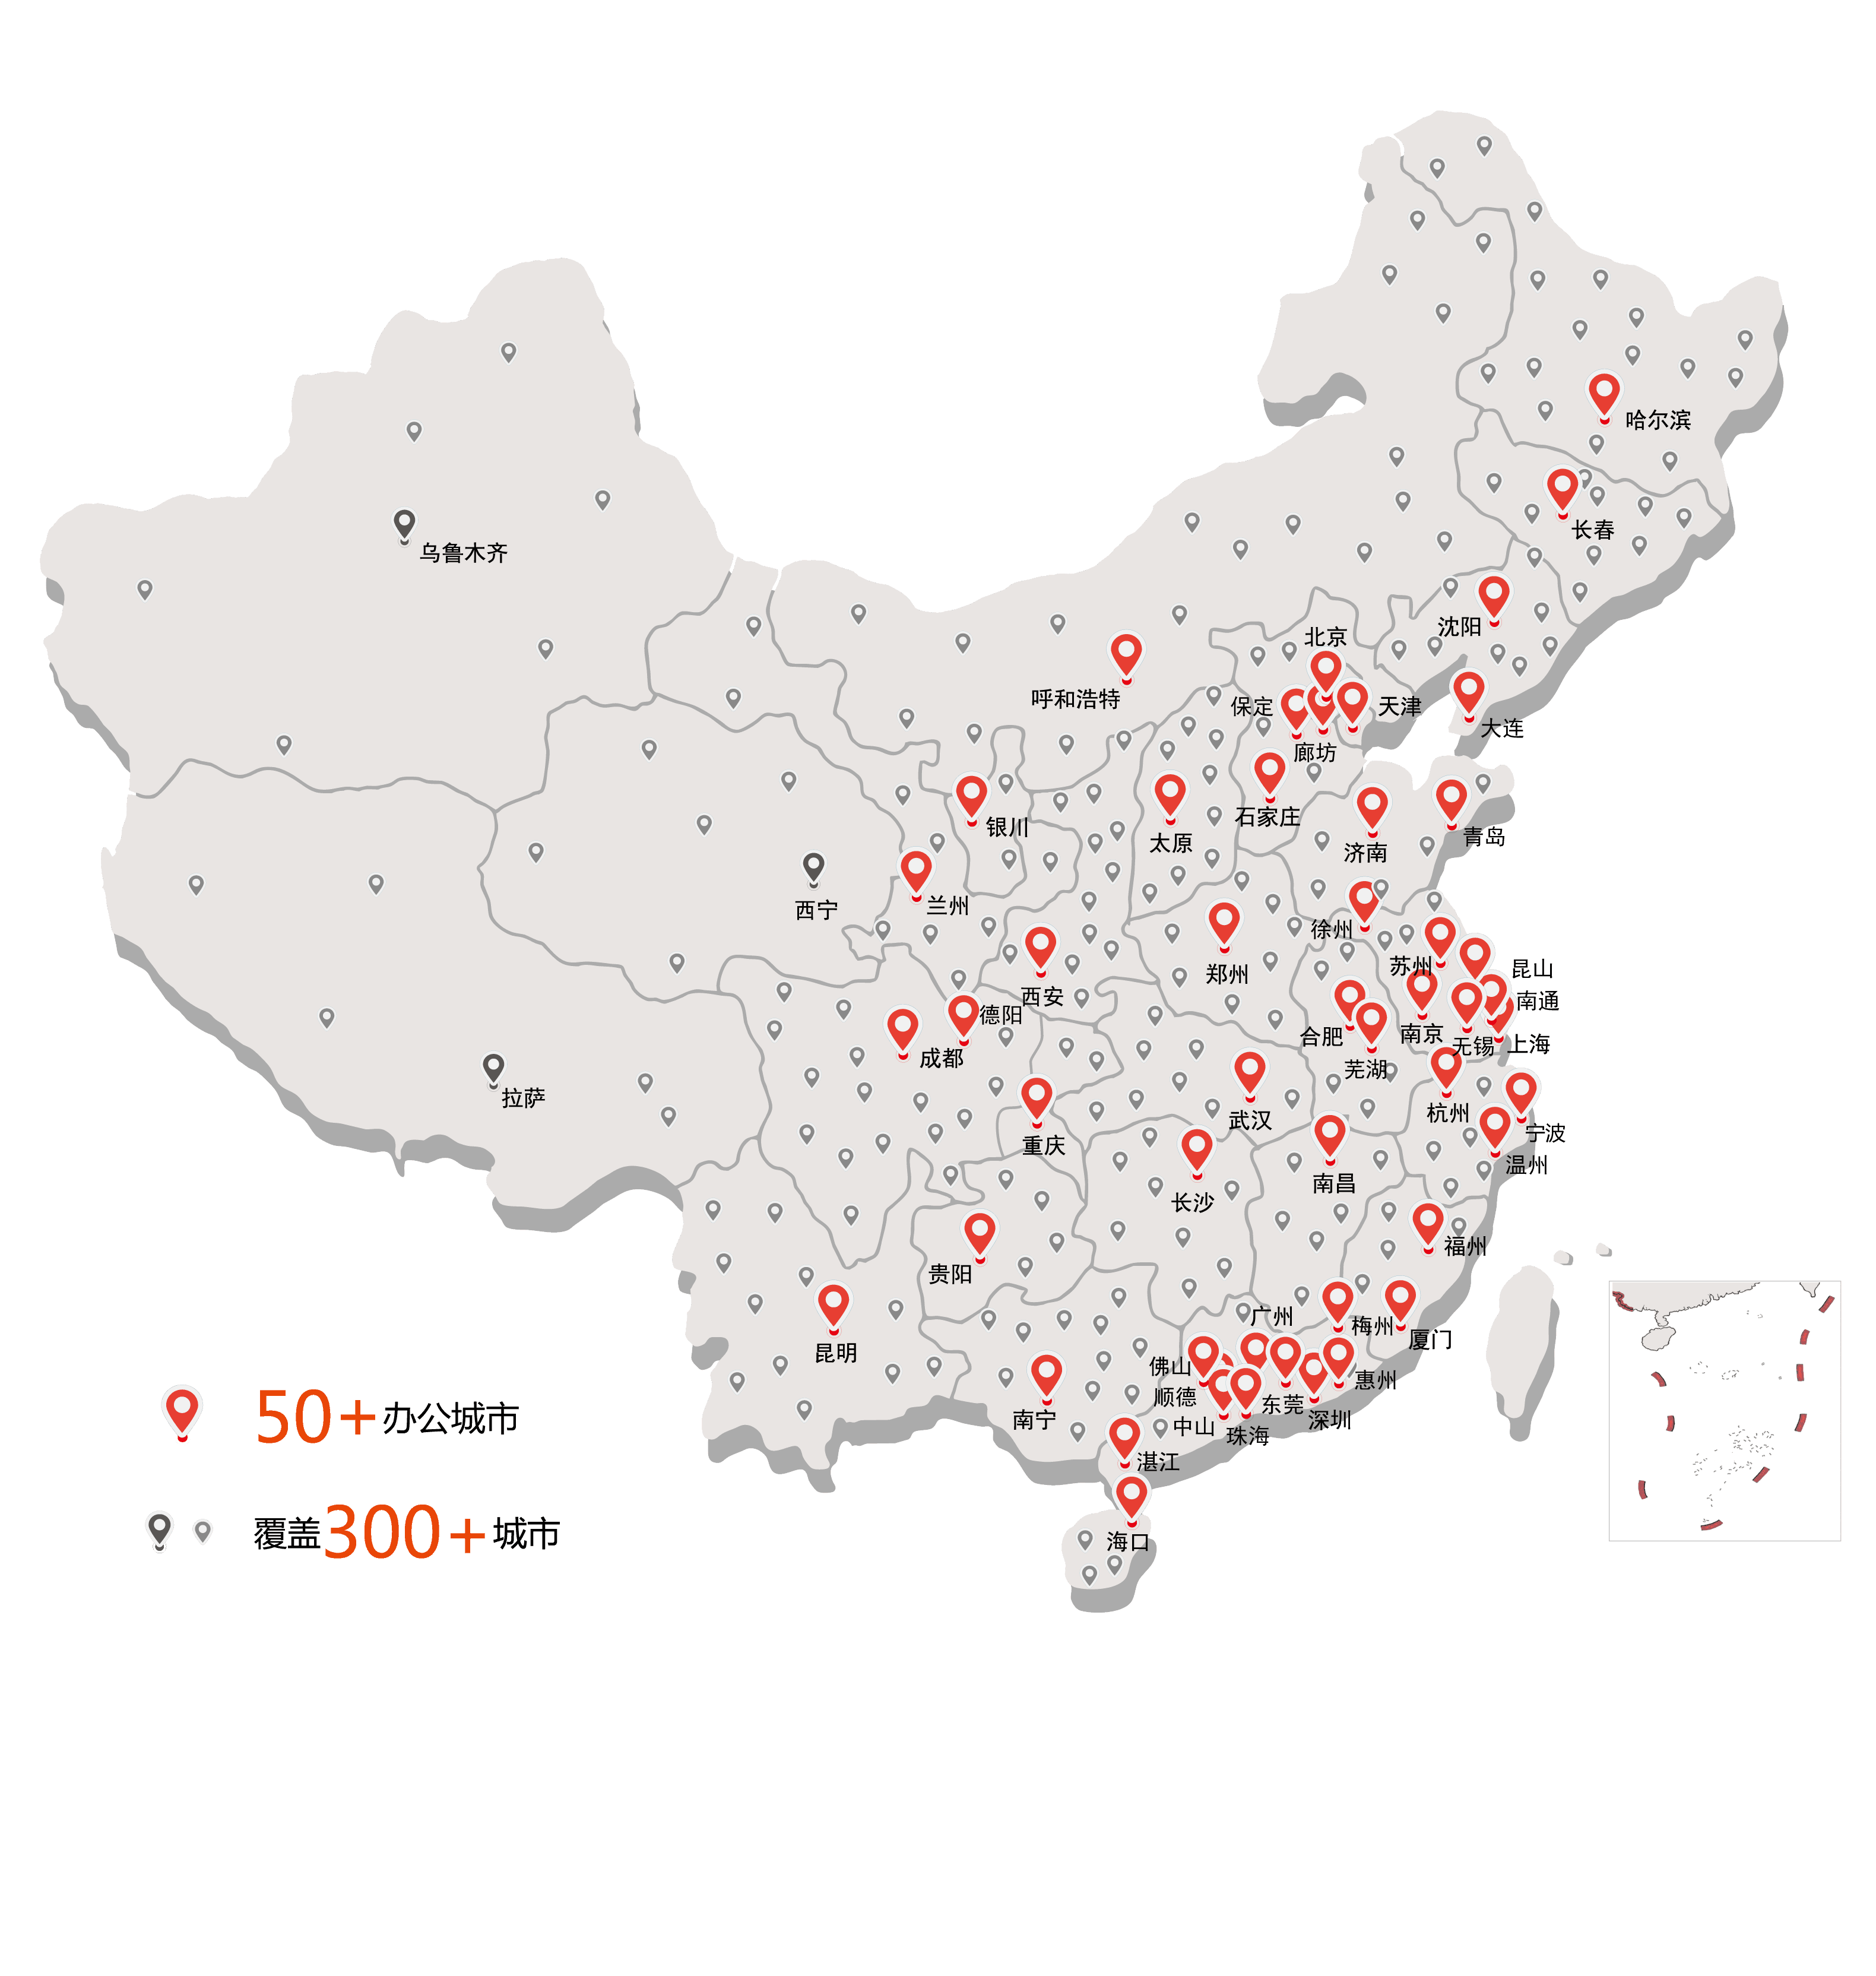 哈尔滨
长春
乌鲁木齐
沈阳
北京
呼和浩特
保定
天津
大连
廊坊
石家庄
银川
青岛
太原
济南
兰州
西宁
徐州
苏州
昆山
郑州
西安
南通
德阳
合肥
南京
上海
无锡
成都
芜湖
拉萨
杭州
武汉
宁波
重庆
温州
南昌
长沙
福州
贵阳
广州
梅州
厦门
昆明
佛山
惠州
顺德
东莞
南宁
深圳
中山
珠海
50+办公城市
湛江
覆盖300+城市
海口